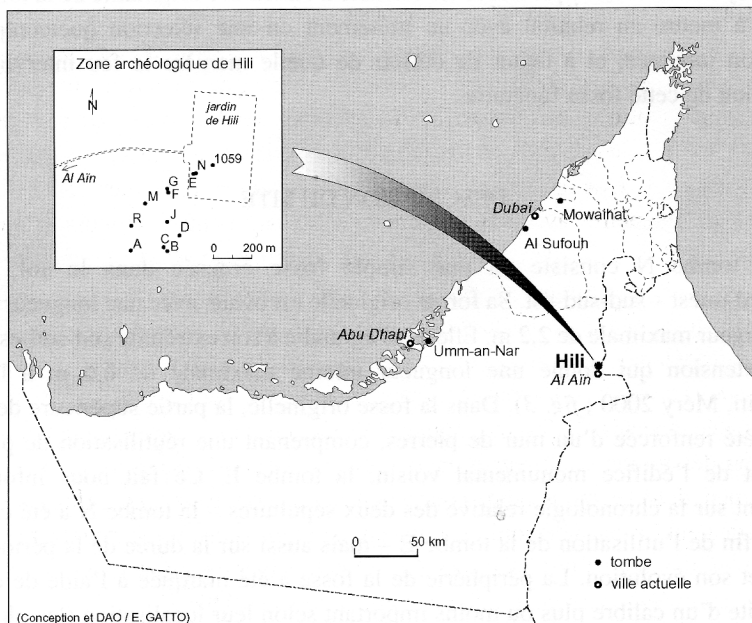 Zone archéologique de Hili
N
jardin
de Hili
1059
N
E
Al Aïn
G
F
M
R
J
D
C
A
B
0 200 m
Dubaï
Mowaihat
Al Sufouh
Abu Dhabi
Umm-an-Nar
Hili
Al Aïn
0 50 km
tombe
ville actuelle
(Conception et DAO / E. GATTO)